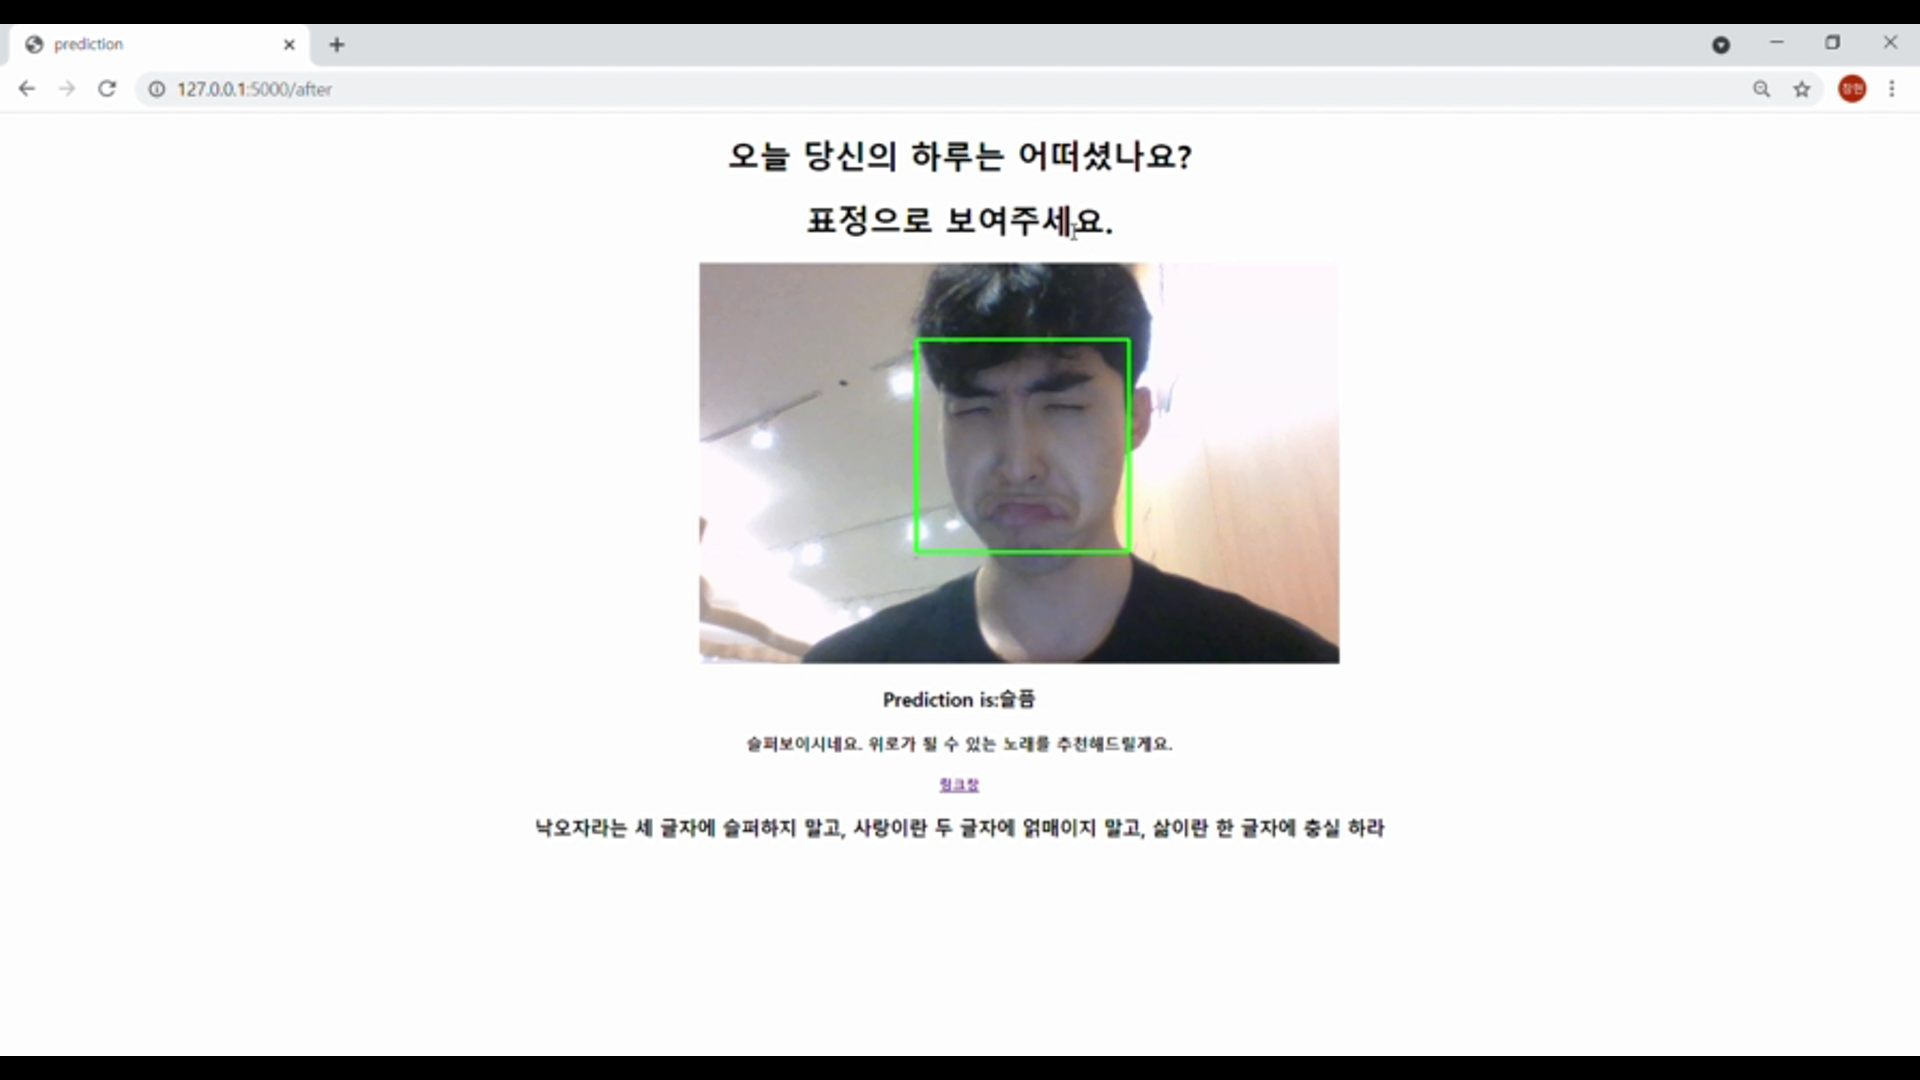 prediction
127.0.0.1:5000/after
장현
오늘 당신의 하루는 어떠셨나요?
표정으로 보여주세요.
Prediction is:슬픔
슬퍼보이시네요. 위로가 될 수 있는 노래를 추천해드릴게요.
링크창
낙오자라는 세 글자에 슬퍼하지 말고, 사랑이란 두 글자에 얽매이지 말고, 삶이란 한 글자에 충실 하라